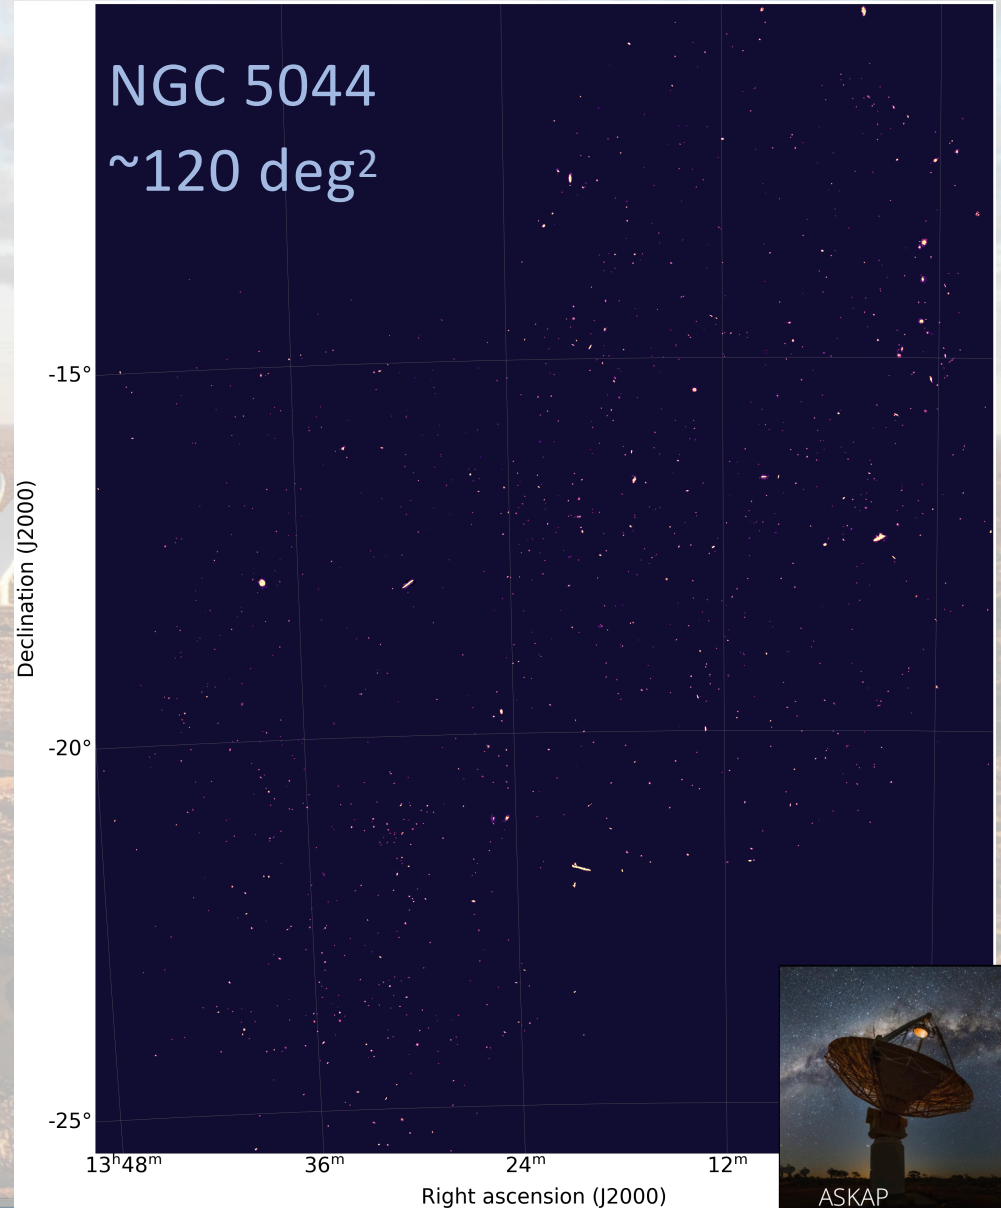 NGC 5044
~120 deg²
-15°
-20°
-25°
Declination (J2000)
13ʰ48ᵐ 36ᵐ 24ᵐ 12ᵐ
Right ascension (J2000)
ASKAP